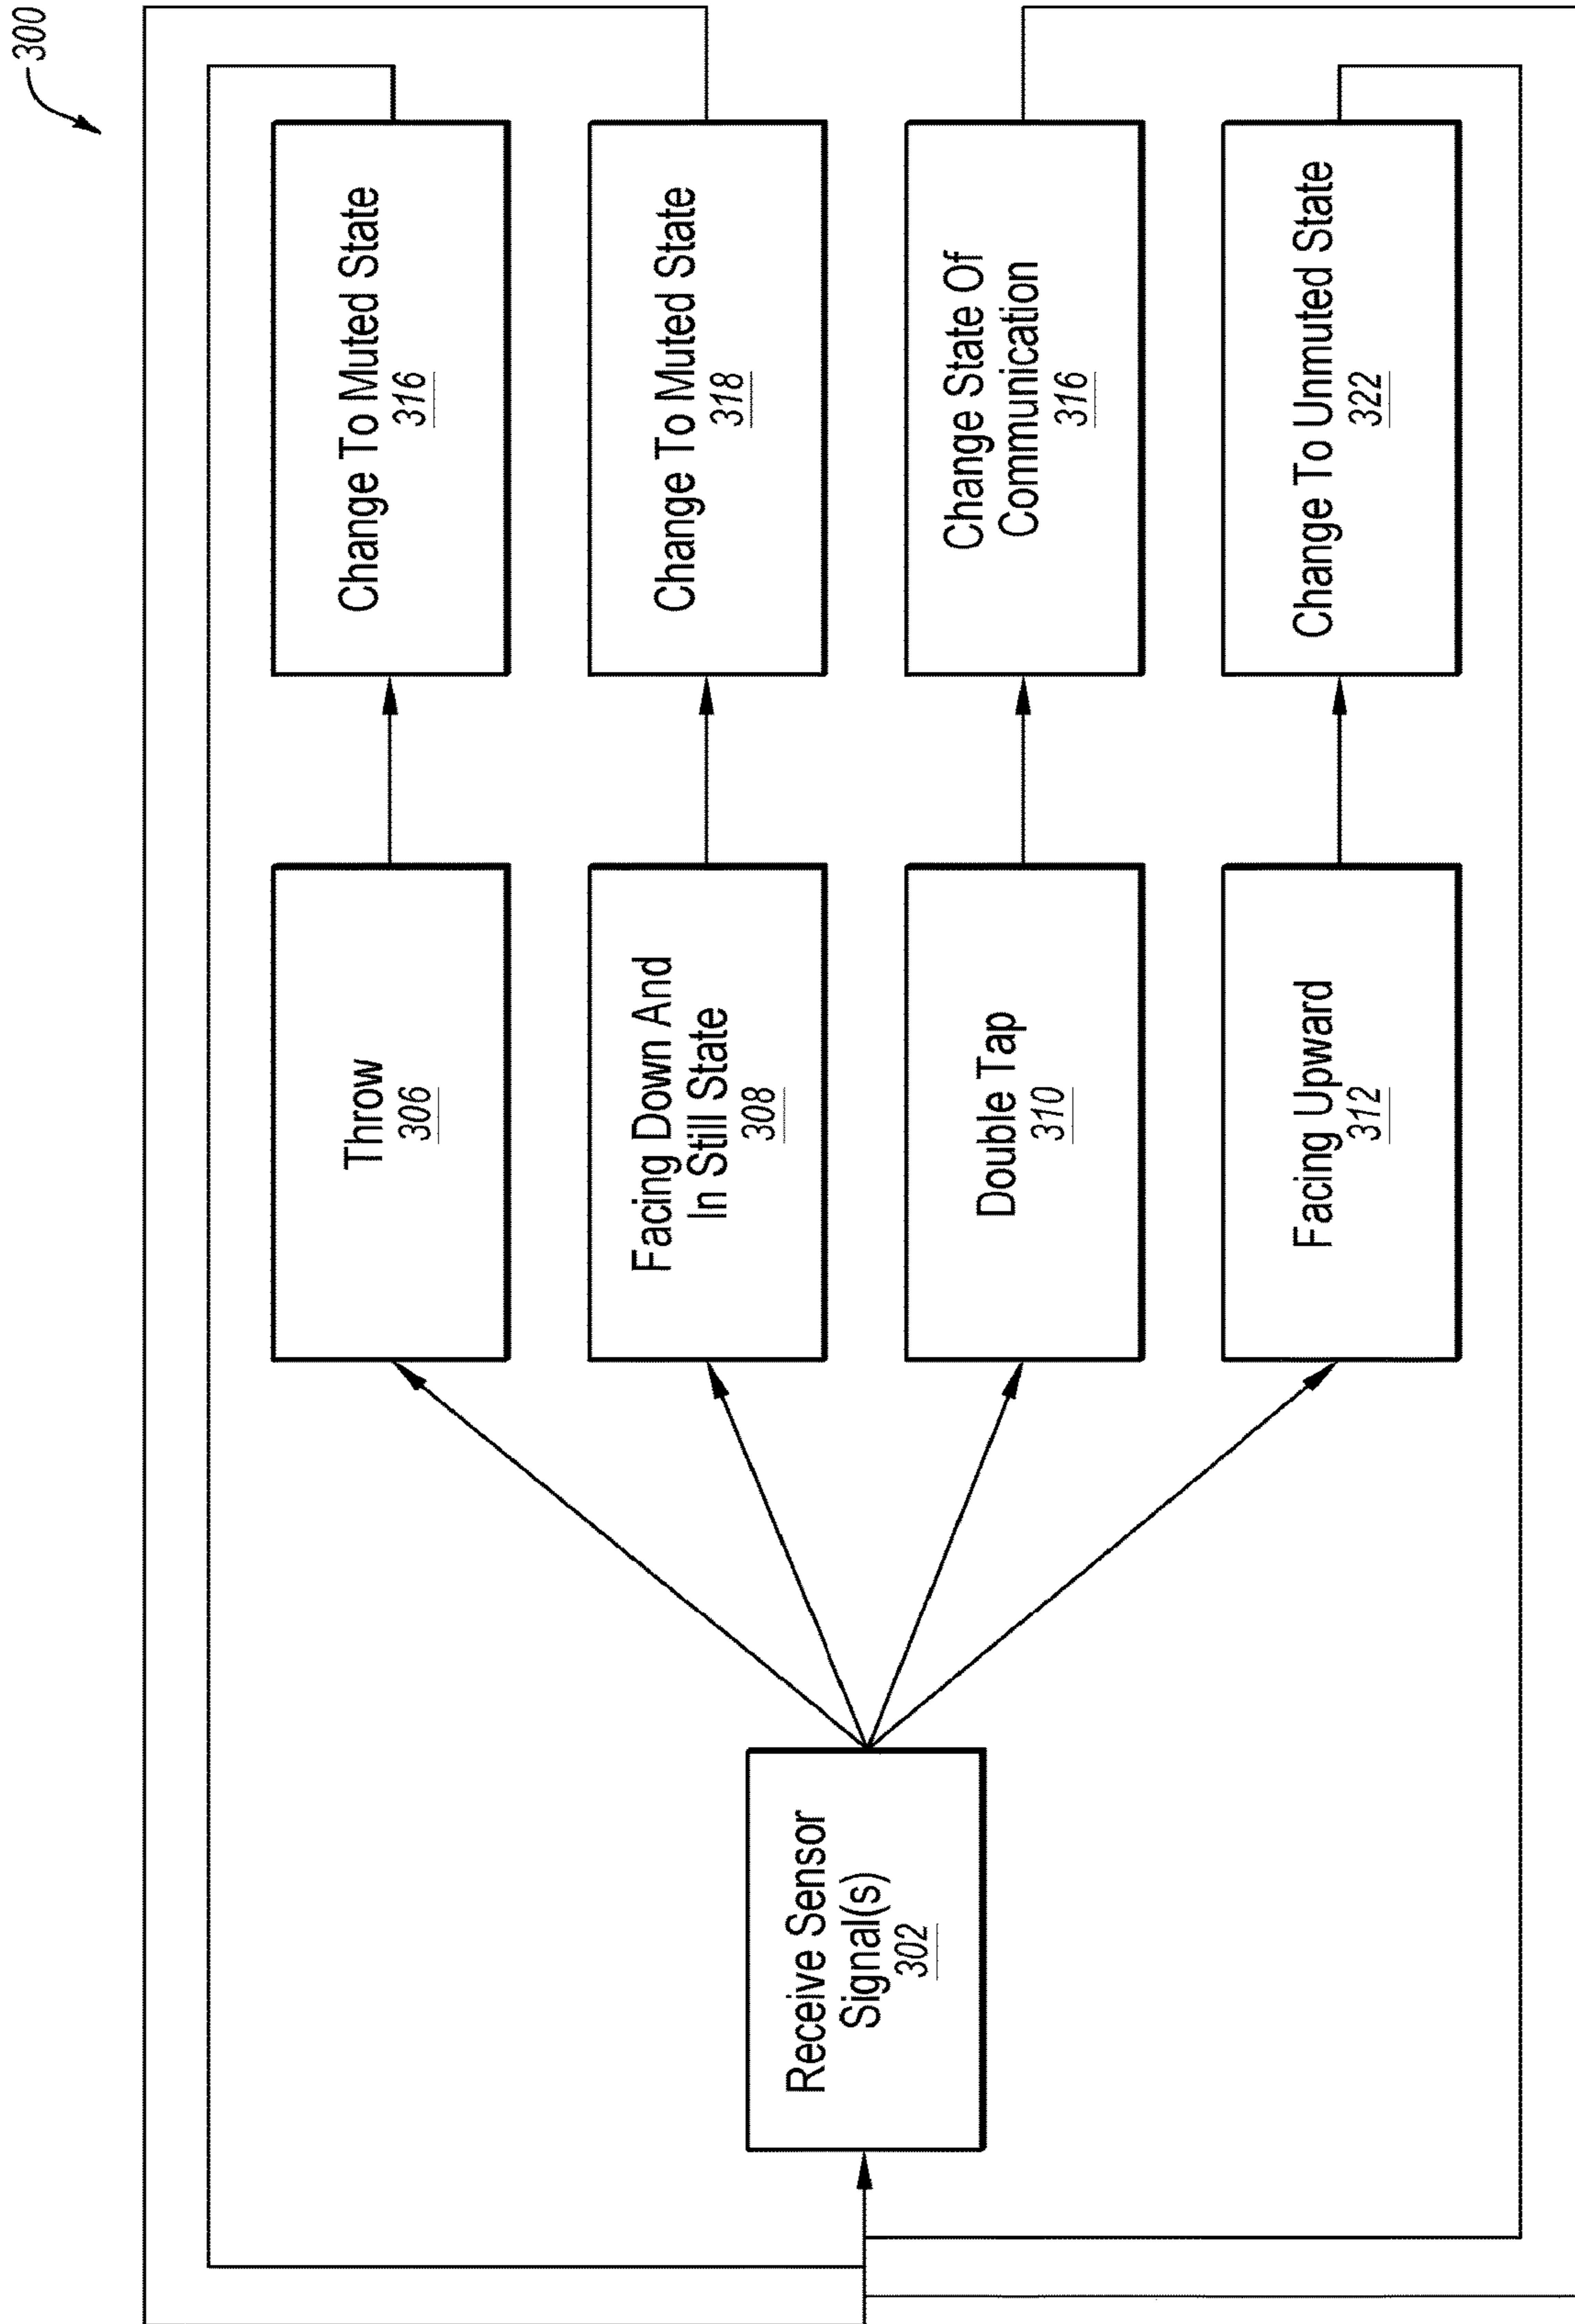 300
Receive Sensor
Signal(s)
302
Throw
306
Facing Down And
In Still State
308
Double Tap
310
Facing Upward
312
Change To Muted State
316
Change To Muted State
318
Change State Of
Communication
316
Change To Unmuted State
322